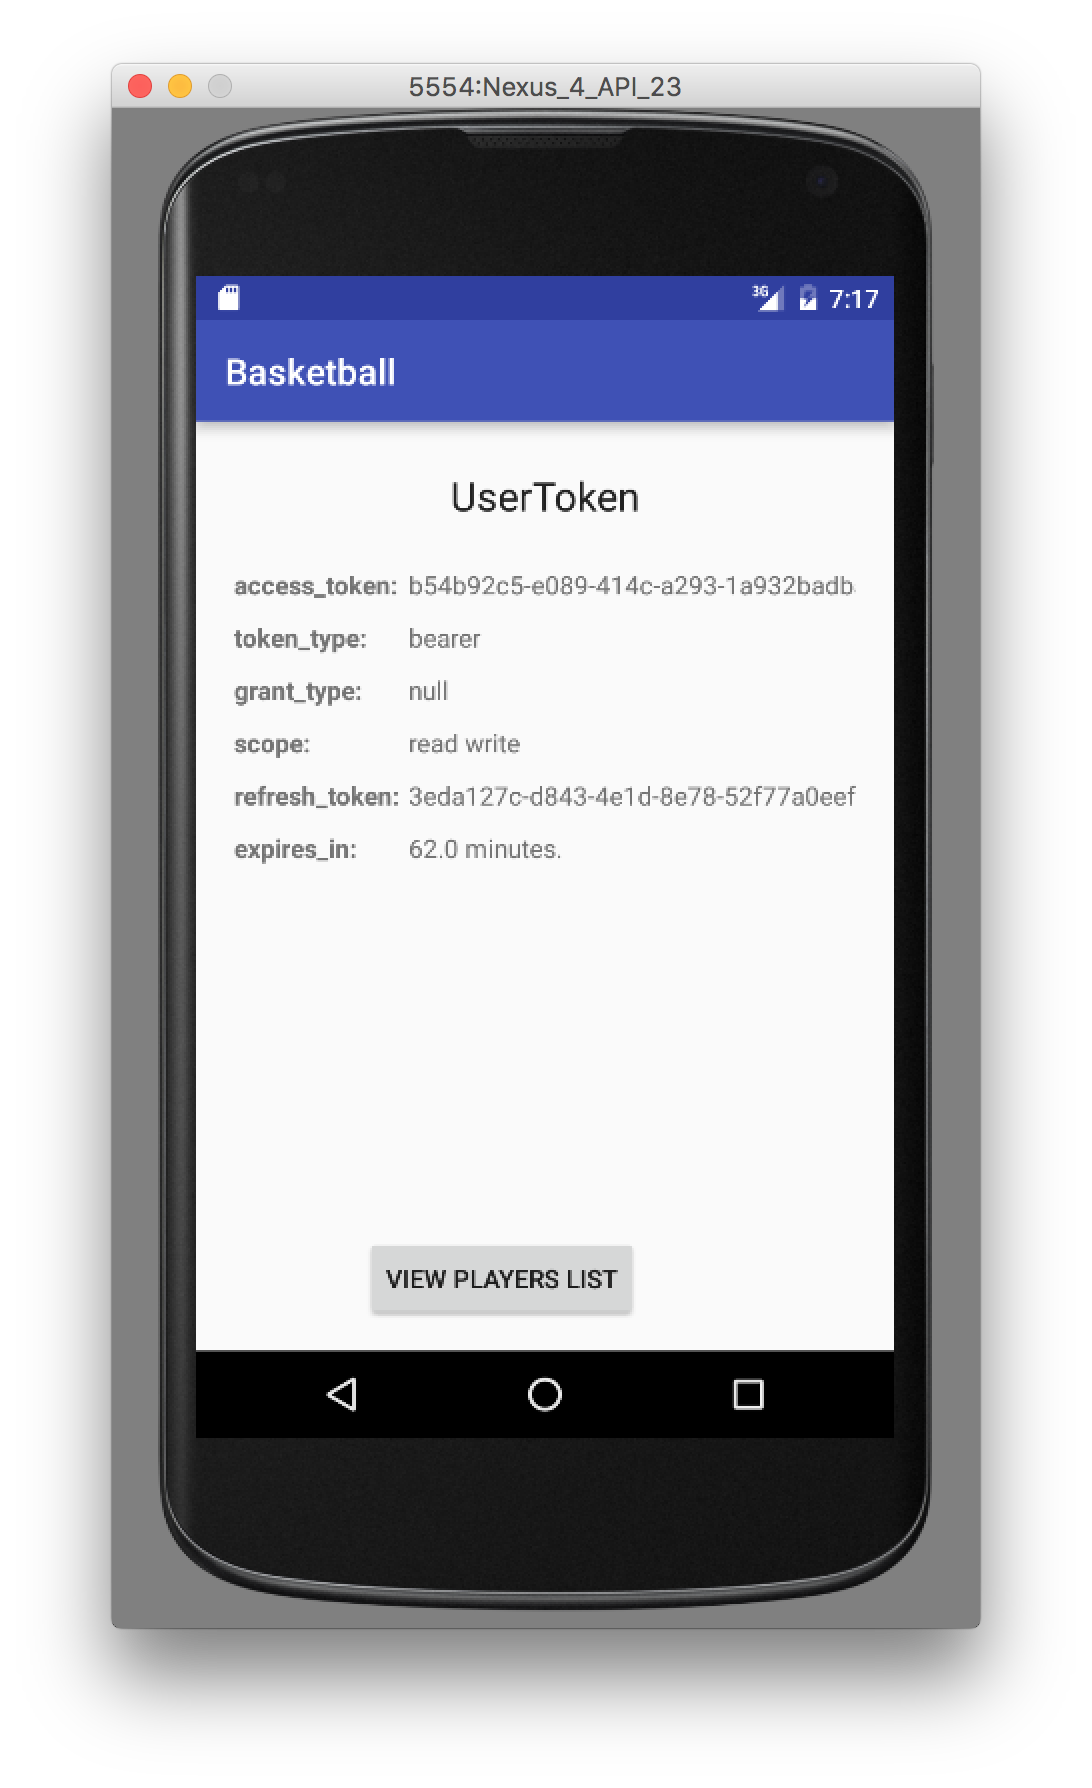 5554:Nexus_4_API_23
3G 7:17
Basketball
UserToken
access_token: b54b92c5-e089-414c-a293-1a932badb
token_type: bearer
grant_type: null
scope: read write
refresh_token: 3eda127c-d843-4e1d-8e78-52f77a0eef
expires_in: 62.0 minutes.
VIEW PLAYERS LIST